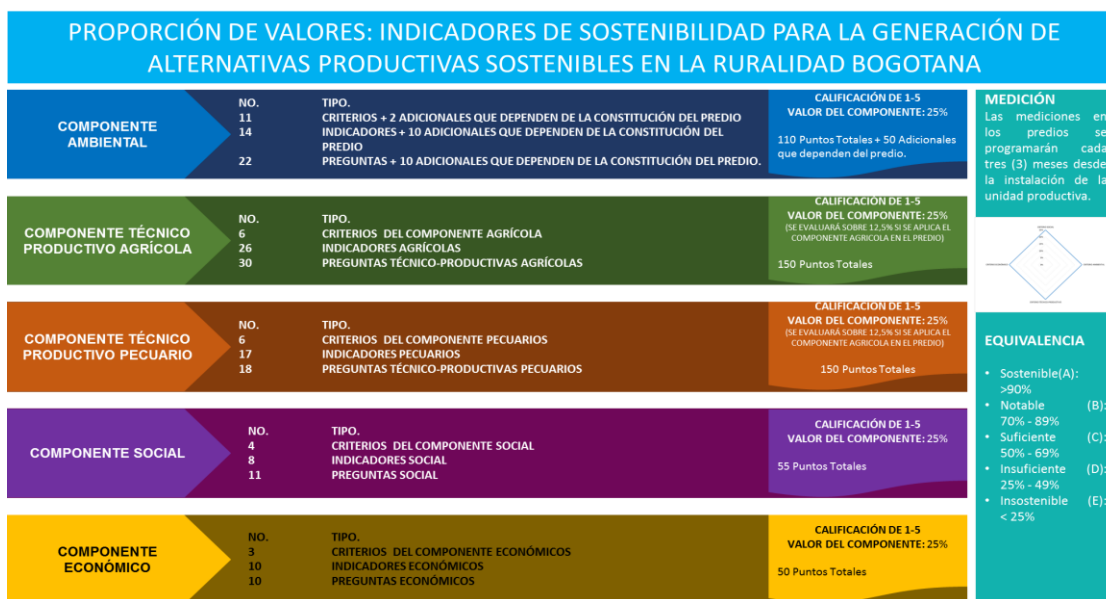 PROPORCIÓN DE VALORES: INDICADORES DE SOSTENIBILIDAD PARA LA GENERACIÓN DE
ALTERNATIVAS PRODUCTIVAS SOSTENIBLES EN LA RURALIDAD BOGOTANA
COMPONENTE
AMBIENTAL
NO. TIPO.
11 CRITERIOS + 2 ADICIONALES QUE DEPENDEN DE LA CONSTITUCIÓN DEL PREDIO
14 INDICADORES + 10 ADICIONALES QUE DEPENDEN DE LA CONSTITUCIÓN DEL
PREDIO
22 PREGUNTAS + 10 ADICIONALES QUE DEPENDEN DE LA CONSTITUCIÓN DEL PREDIO.
CALIFICACIÓN DE 1-5
VALOR DEL COMPONENTE: 25%
110 Puntos Totales + 50 Adicionales
que dependen del predio.
COMPONENTE TÉCNICO
PRODUCTIVO AGRÍCOLA
NO. TIPO.
6 CRITERIOS DEL COMPONENTE AGRÍCOLA
26 INDICADORES AGRÍCOLAS
30 PREGUNTAS TÉCNICO-PRODUCTIVAS AGRÍCOLAS
CALIFICACIÓN DE 1-5
VALOR DEL COMPONENTE: 25%
(SE EVALUARÁ SOBRE 12,5% SI SE APLICA EL
COMPONENTE AGRICOLA EN EL PREDIO)
150 Puntos Totales
COMPONENTE TÉCNICO
PRODUCTIVO PECUARIO
NO. TIPO.
6 CRITERIOS DEL COMPONENTE PECUARIOS
17 INDICADORES PECUARIOS
18 PREGUNTAS TÉCNICO-PRODUCTIVAS PECUARIOS
CALIFICACIÓN DE 1-5
VALOR DEL COMPONENTE: 25%
(SE EVALUARÁ SOBRE 12,5% SI SE APLICA EL
COMPONENTE AGRICOLA EN EL PREDIO)
150 Puntos Totales
COMPONENTE SOCIAL
NO. TIPO.
4 CRITERIOS DEL COMPONENTE SOCIAL
8 INDICADORES SOCIAL
11 PREGUNTAS SOCIAL
CALIFICACIÓN DE 1-5
VALOR DEL COMPONENTE: 25%
55 Puntos Totales
COMPONENTE
ECONÓMICO
NO. TIPO.
3 CRITERIOS DEL COMPONENTE ECONÓMICOS
10 INDICADORES ECONÓMICOS
10 PREGUNTAS ECONÓMICOS
CALIFICACIÓN DE 1-5
VALOR DEL COMPONENTE: 25%
50 Puntos Totales
MEDICIÓN
Las mediciones en
los predios se
programarán cada
tres (3) meses desde
la instalación de la
unidad productiva.
EQUIVALENCIA
• Sostenible(A):
>90%
• Notable (B):
70% - 89%
• Suficiente (C):
50% - 69%
• Insuficiente (D):
25% - 49%
• Insostenible (E):
< 25%